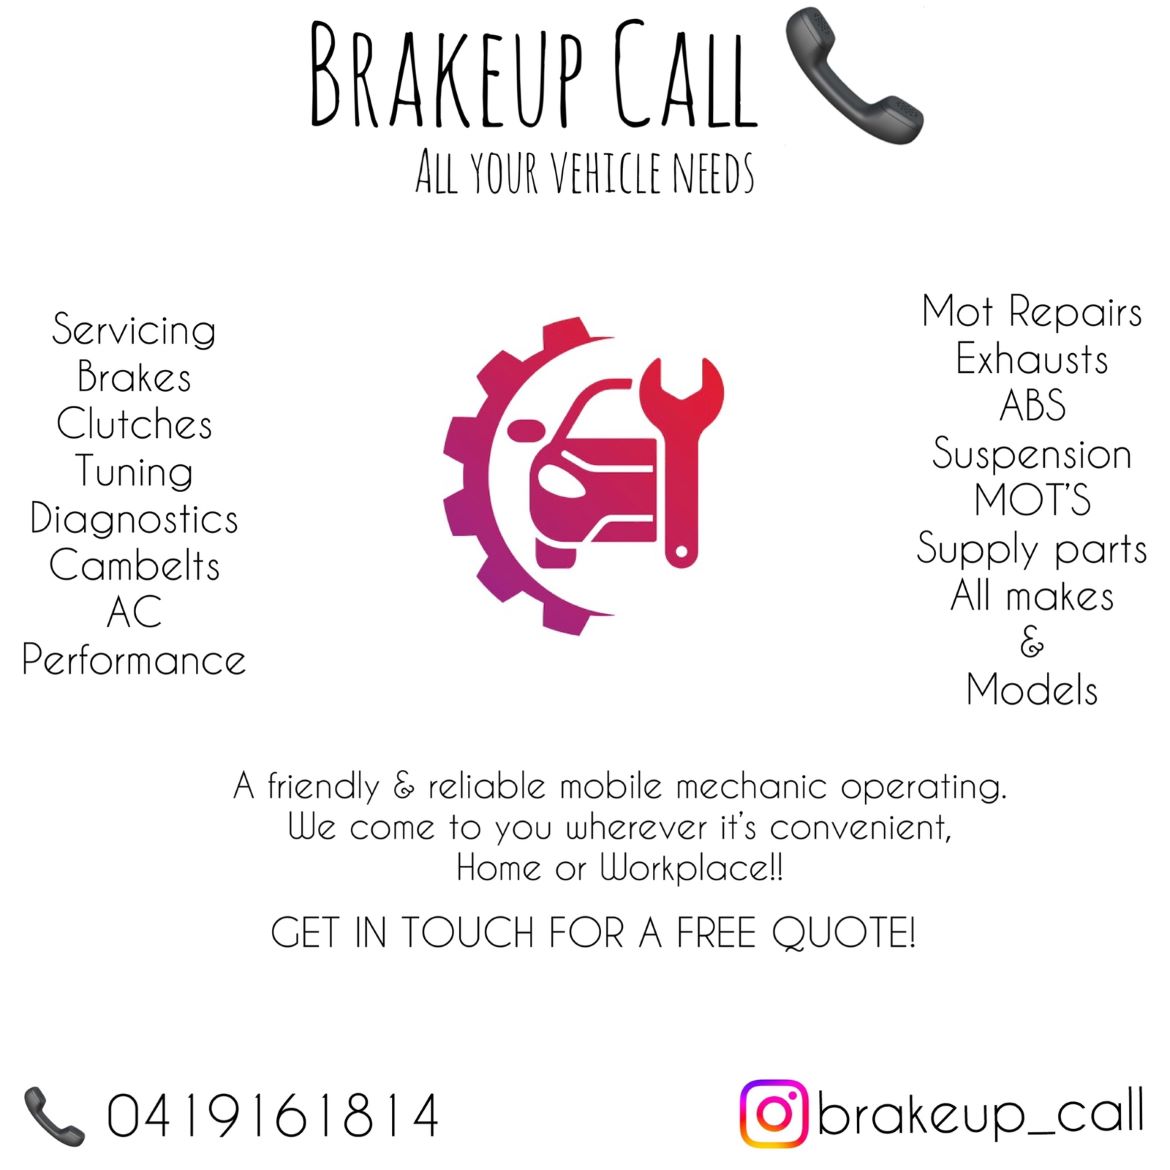 BRAKEUP CALL
ALL YOUR VEHICLE NEEDS
Servicing
Brakes
Clutches
Tuning
Diagnostics
Cambelts
AC
Performance
Mot Repairs
Exhausts
ABS
Suspension
MOT'S
Supply parts
All makes
&
Models
A friendly & reliable mobile mechanic operating.
We come to you wherever it's convenient,
Home or Workplace!!
GET IN TOUCH FOR A FREE QUOTE!
0419161814
brakeup_call